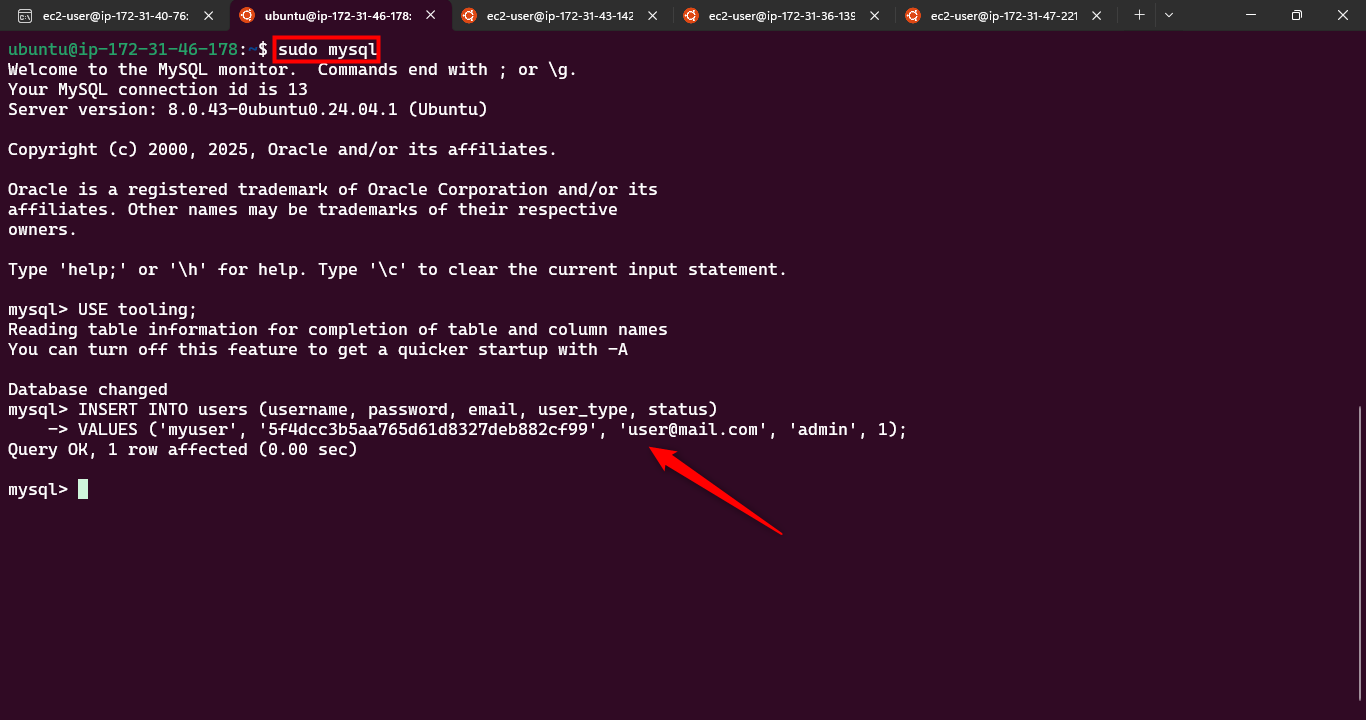 ec2-user@ip-172-31-40-76:
ubuntu@ip-172-31-46-178:
ec2-user@ip-172-31-43-142
ec2-user@ip-172-31-36-139
ec2-user@ip-172-31-47-221
ubuntu@ip-172-31-46-178:~$ sudo mysql
Welcome to the MySQL monitor.  Commands end with ; or \g.
Your MySQL connection id is 13
Server version: 8.0.43-0ubuntu0.24.04.1 (Ubuntu)
Copyright (c) 2000, 2025, Oracle and/or its affiliates.
Oracle is a registered trademark of Oracle Corporation and/or its
affiliates. Other names may be trademarks of their respective
owners.
Type 'help;' or '\h' for help. Type '\c' to clear the current input statement.
mysql> USE tooling;
Reading table information for completion of table and column names
You can turn off this feature to get a quicker startup with -A
Database changed
mysql> INSERT INTO users (username, password, email, user_type, status)
    -> VALUES ('myuser', '5f4dcc3b5aa765d61d8327deb882cf99', 'user@mail.com', 'admin', 1);
Query OK, 1 row affected (0.00 sec)
mysql>